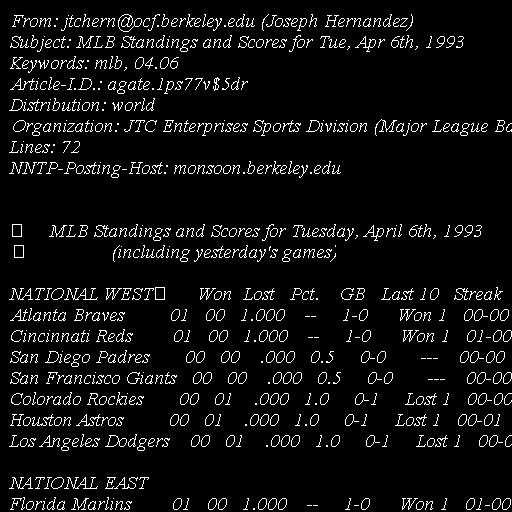 From: jtchern@ocf.berkeley.edu (Joseph Hernandez)
Subject: MLB Standings and Scores for Tue, Apr 6th, 1993
Keywords: mlb, 04.06
Article-I.D.: agate.1ps77v$5dr
Distribution: world
Organization: JTC Enterprises Sports Division (Major League Ba
Lines: 72
NNTP-Posting-Host: monsoon.berkeley.edu
MLB Standings and Scores for Tuesday, April 6th, 1993
(including yesterday's games)
NATIONAL WEST Won Lost Pct. GB Last 10 Streak
Atlanta Braves 01 00 1.000 -- 1-0 Won 1 00-00
Cincinnati Reds 01 00 1.000 -- 1-0 Won 1 01-00
San Diego Padres 00 00 .000 0.5 0-0 --- 00-00
San Francisco Giants 00 00 .000 0.5 0-0 --- 00-00
Colorado Rockies 00 01 .000 1.0 0-1 Lost 1 00-00
Houston Astros 00 01 .000 1.0 0-1 Lost 1 00-01
Los Angeles Dodgers 00 01 .000 1.0 0-1 Lost 1 00-0
NATIONAL EAST
Florida Marlins 01 00 1.000 -- 1-0 Won 1 01-00